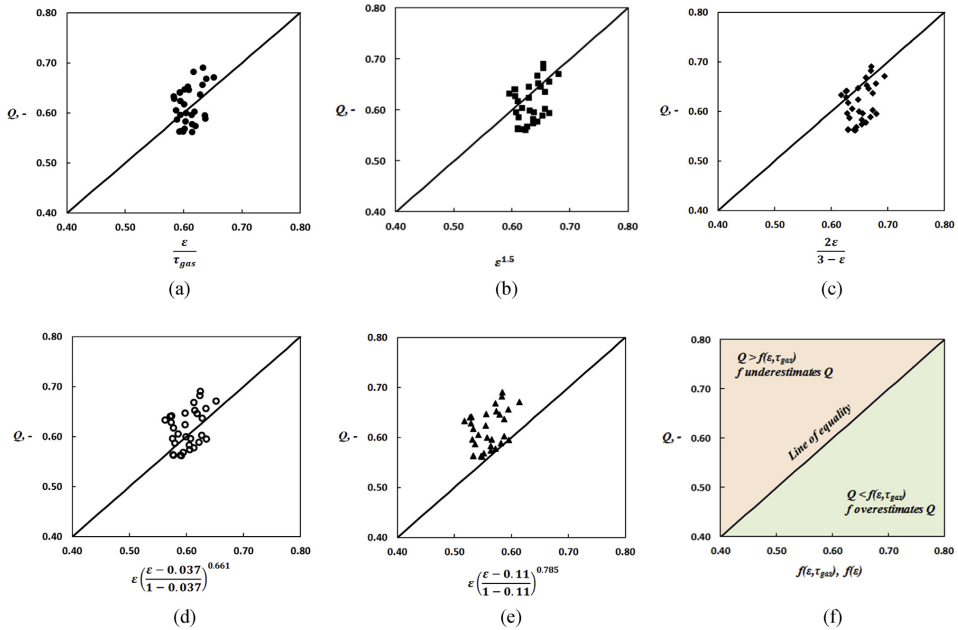 0.80
0.70
Q, -
0.60
0.50
0.40
0.40 0.50 0.60 0.70 0.80
ε
τgas
(a)
0.80
0.70
Q, -
0.60
0.50
0.40
0.40 0.50 0.60 0.70 0.80
ε^1.5
(b)
0.80
0.70
Q, -
0.60
0.50
0.40
0.40 0.50 0.60 0.70 0.80
2ε
3 − ε
(c)
0.80
0.70
Q, -
0.60
0.50
0.40
0.40 0.50 0.60 0.70 0.80
ε(ε − 0.037 / 1 − 0.037)^0.661
(d)
0.80
0.70
Q, -
0.60
0.50
0.40
0.40 0.50 0.60 0.70 0.80
ε(ε − 0.11 / 1 − 0.11)^0.785
(e)
0.80
Q > f(ε,τgas)
f underestimates Q
0.70
Q, -
Line of equality
0.60
0.50
Q < f(ε,τgas)
f overestimates Q
0.40
0.40 0.50 0.60 0.70 0.80
f(ε,τgas), f(ε)
(f)